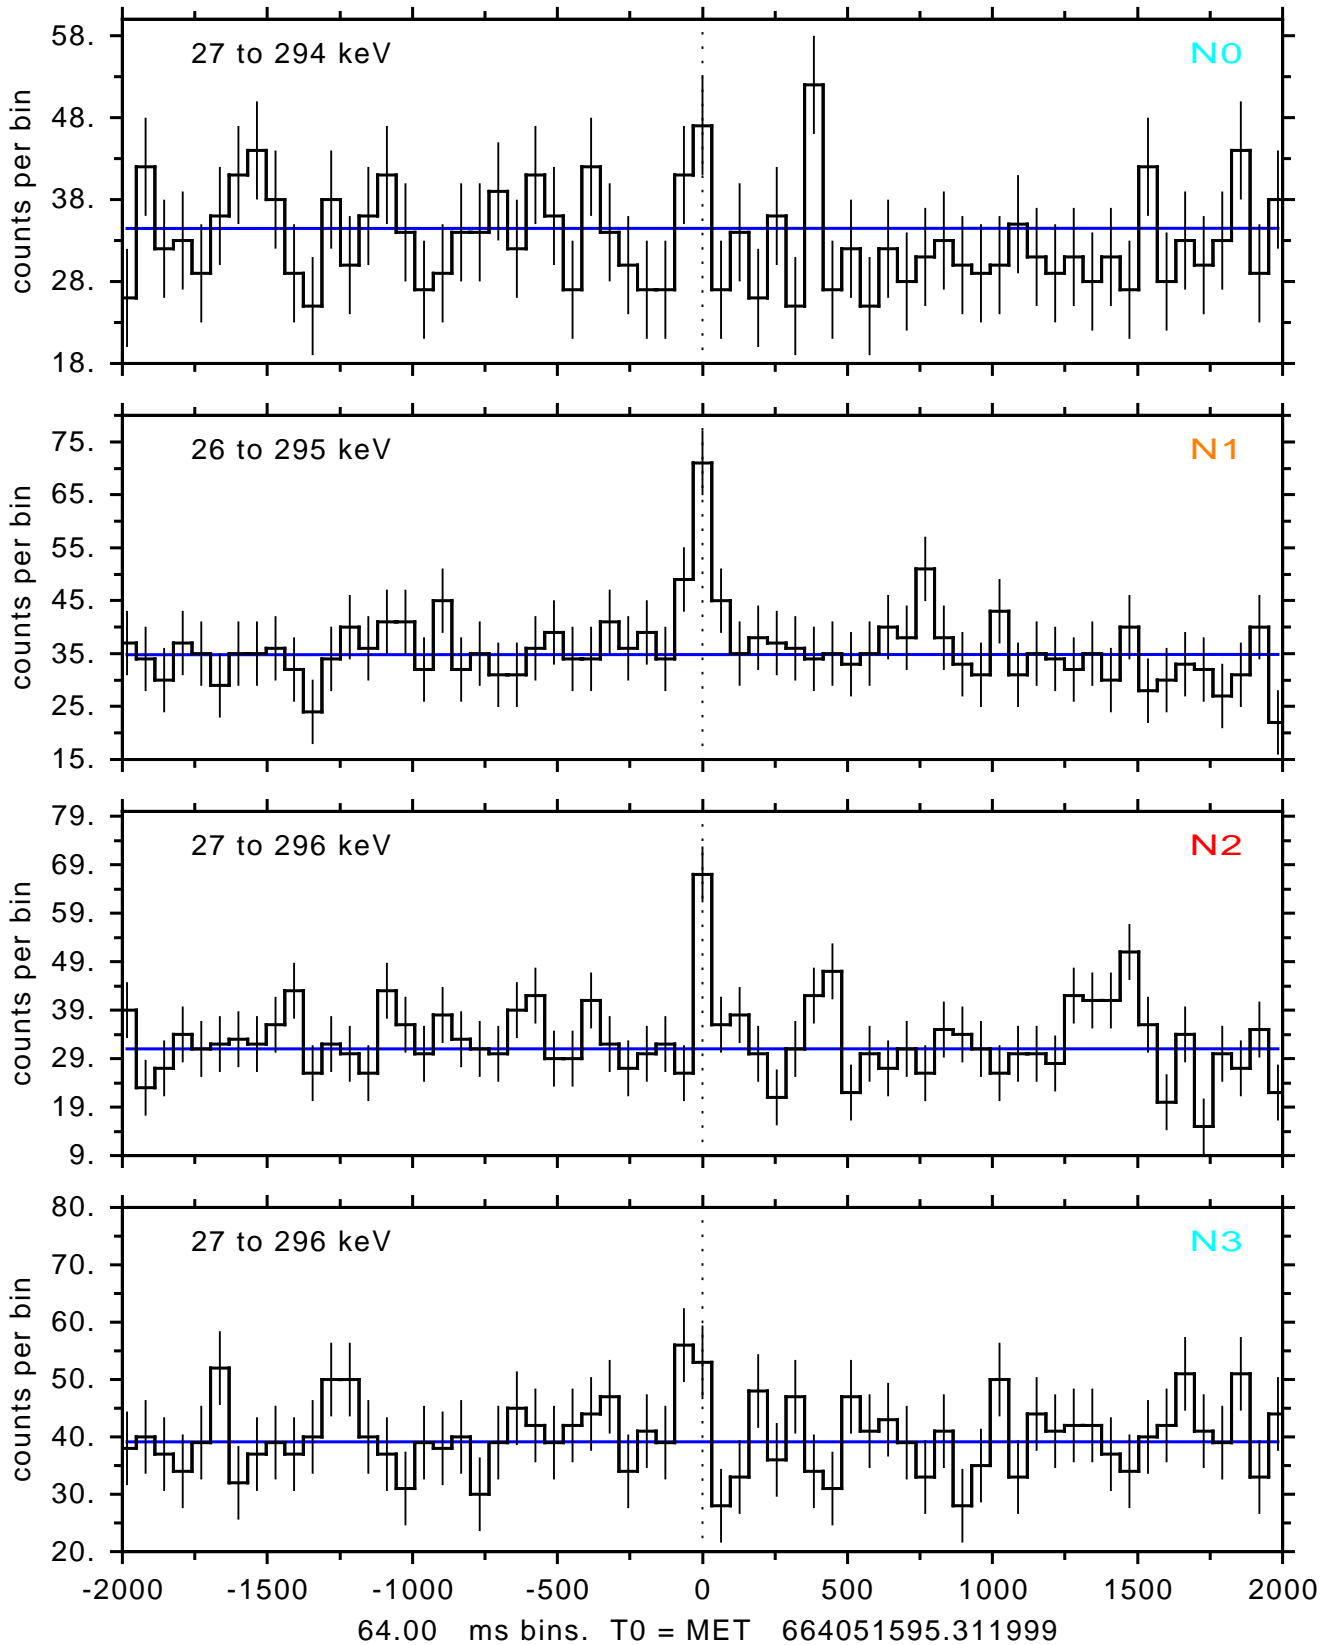 27 to 294 keV
N0
counts per bin
58.
48.
38.
28.
18.
26 to 295 keV
N1
counts per bin
75.
65.
55.
45.
35.
25.
15.
27 to 296 keV
N2
counts per bin
79.
69.
59.
49.
39.
29.
19.
9.
27 to 296 keV
N3
counts per bin
80.
70.
60.
50.
40.
30.
20.
-2000 -1500 -1000 -500 0 500 1000 1500 2000
64.00 ms bins. T0 = MET 664051595.311999